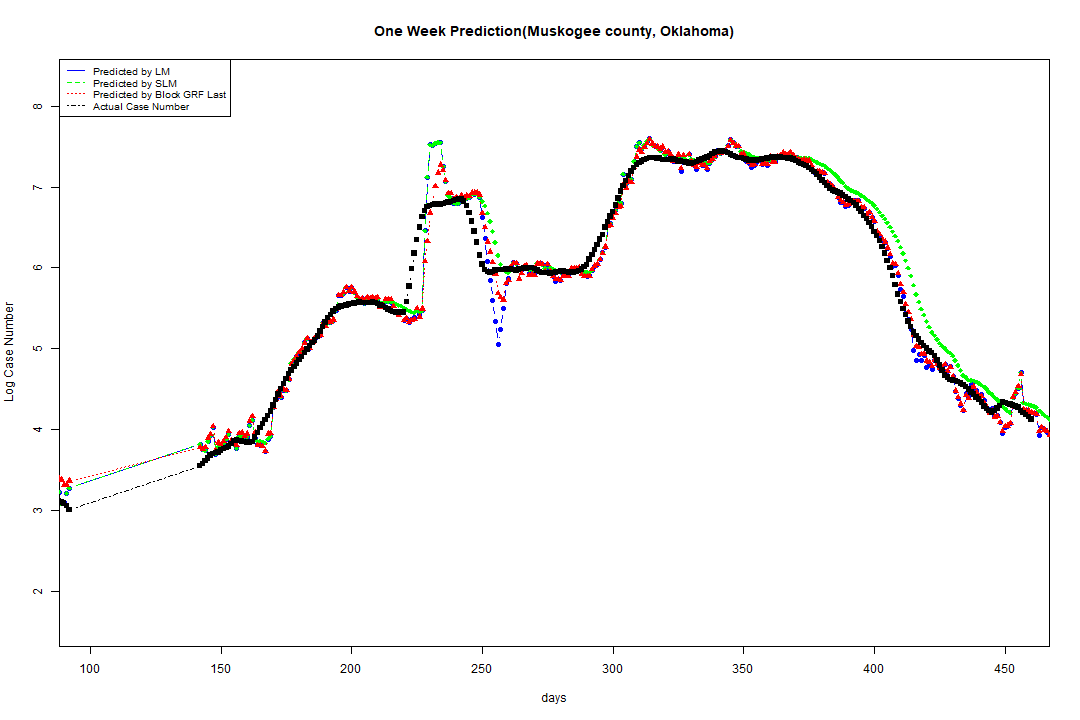 One Week Prediction(Muskogee county, Oklahoma)
Predicted by LM
Predicted by SLM
Predicted by Block GRF Last
Actual Case Number
8
7
6
5
4
3
2
Log Case Number
100 150 200 250 300 350 400 450
days